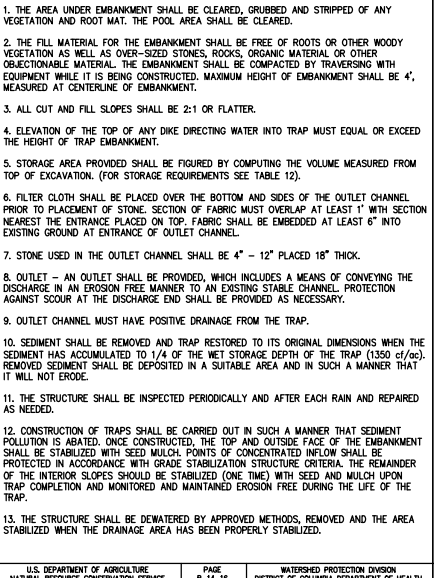 1. THE AREA UNDER EMBANKMENT SHALL BE CLEARED, GRUBBED AND STRIPPED OF ANY
VEGETATION AND ROOT MAT. THE POOL AREA SHALL BE CLEARED.
2. THE FILL MATERIAL FOR THE EMBANKMENT SHALL BE FREE OF ROOTS OR OTHER WOODY
VEGETATION AS WELL AS OVER-SIZED STONES, ROCKS, ORGANIC MATERIAL OR OTHER
OBJECTIONABLE MATERIAL. THE EMBANKMENT SHALL BE COMPACTED BY TRAVERSING WITH
EQUIPMENT WHILE IT IS BEING CONSTRUCTED. MAXIMUM HEIGHT OF EMBANKMENT SHALL BE 4',
MEASURED AT CENTERLINE OF EMBANKMENT.
3. ALL CUT AND FILL SLOPES SHALL BE 2:1 OR FLATTER.
4. ELEVATION OF THE TOP OF ANY DIKE DIRECTING WATER INTO TRAP MUST EQUAL OR EXCEED
THE HEIGHT OF TRAP EMBANKMENT.
5. STORAGE AREA PROVIDED SHALL BE FIGURED BY COMPUTING THE VOLUME MEASURED FROM
TOP OF EXCAVATION. (FOR STORAGE REQUIREMENTS SEE TABLE 12).
6. FILTER CLOTH SHALL BE PLACED OVER THE BOTTOM AND SIDES OF THE OUTLET CHANNEL
PRIOR TO PLACEMENT OF STONE. SECTION OF FABRIC MUST OVERLAP AT LEAST 1' WITH SECTION
NEAREST THE ENTRANCE PLACED ON TOP. FABRIC SHALL BE EMBEDDED AT LEAST 6" INTO
EXISTING GROUND AT ENTRANCE OF OUTLET CHANNEL.
7. STONE USED IN THE OUTLET CHANNEL SHALL BE 4" – 12" PLACED 18" THICK.
8. OUTLET – AN OUTLET SHALL BE PROVIDED, WHICH INCLUDES A MEANS OF CONVEYING THE
DISCHARGE IN AN EROSION FREE MANNER TO AN EXISTING STABLE CHANNEL. PROTECTION
AGAINST SCOUR AT THE DISCHARGE END SHALL BE PROVIDED AS NECESSARY.
9. OUTLET CHANNEL MUST HAVE POSITIVE DRAINAGE FROM THE TRAP.
10. SEDIMENT SHALL BE REMOVED AND TRAP RESTORED TO ITS ORIGINAL DIMENSIONS WHEN THE
SEDIMENT HAS ACCUMULATED TO 1/4 OF THE WET STORAGE DEPTH OF THE TRAP (1350 cf/ac).
REMOVED SEDIMENT SHALL BE DEPOSITED IN A SUITABLE AREA AND IN SUCH A MANNER THAT
IT WILL NOT ERODE.
11. THE STRUCTURE SHALL BE INSPECTED PERIODICALLY AND AFTER EACH RAIN AND REPAIRED
AS NEEDED.
12. CONSTRUCTION OF TRAPS SHALL BE CARRIED OUT IN SUCH A MANNER THAT SEDIMENT
POLLUTION IS ABATED. ONCE CONSTRUCTED, THE TOP AND OUTSIDE FACE OF THE EMBANKMENT
SHALL BE STABILIZED WITH SEED MULCH. POINTS OF CONCENTRATED INFLOW SHALL BE
PROTECTED IN ACCORDANCE WITH GRADE STABILIZATION STRUCTURE CRITERIA. THE REMAINDER
OF THE INTERIOR SLOPES SHOULD BE STABILIZED (ONE TIME) WITH SEED AND MULCH UPON
TRAP COMPLETION AND MONITORED AND MAINTAINED EROSION FREE DURING THE LIFE OF THE
TRAP.
13. THE STRUCTURE SHALL BE DEWATERED BY APPROVED METHODS, REMOVED AND THE AREA
STABILIZED WHEN THE DRAINAGE AREA HAS BEEN PROPERLY STABILIZED.
U.S. DEPARTMENT OF AGRICULTURE PAGE WATERSHED PROTECTION DIVISION
NATURAL RESOURCE CONSERVATION SERVICE B-14-16 DISTRICT OF COLUMBIA DEPARTMENT OF HEALTH